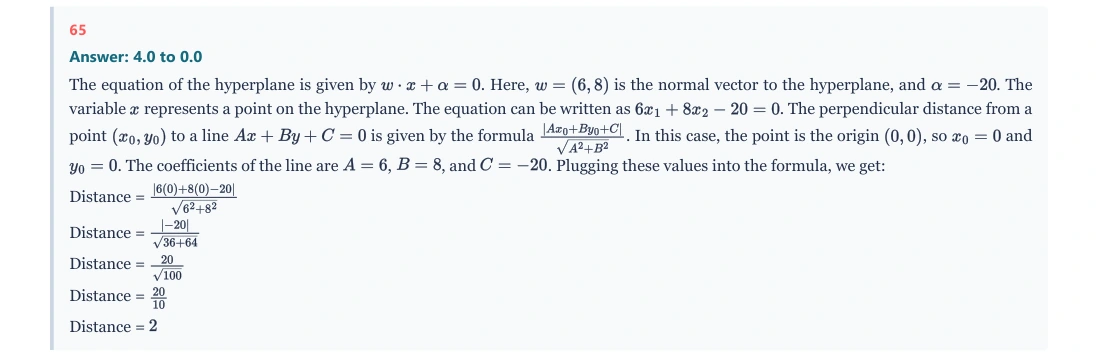 65
Answer: 4.0 to 0.0
The equation of the hyperplane is given by w · x + α = 0. Here, w = (6, 8) is the normal vector to the hyperplane, and α = −20. The
variable x represents a point on the hyperplane. The equation can be written as 6x₁ + 8x₂ − 20 = 0. The perpendicular distance from a
point (x₀, y₀) to a line Ax + By + C = 0 is given by the formula |Ax₀+By₀+C| / √A²+B². In this case, the point is the origin (0, 0), so x₀ = 0 and
y₀ = 0. The coefficients of the line are A = 6, B = 8, and C = −20. Plugging these values into the formula, we get:
Distance = |6(0)+8(0)−20| / √6²+8²
Distance = |−20| / √36+64
Distance = 20 / √100
Distance = 20 / 10
Distance = 2